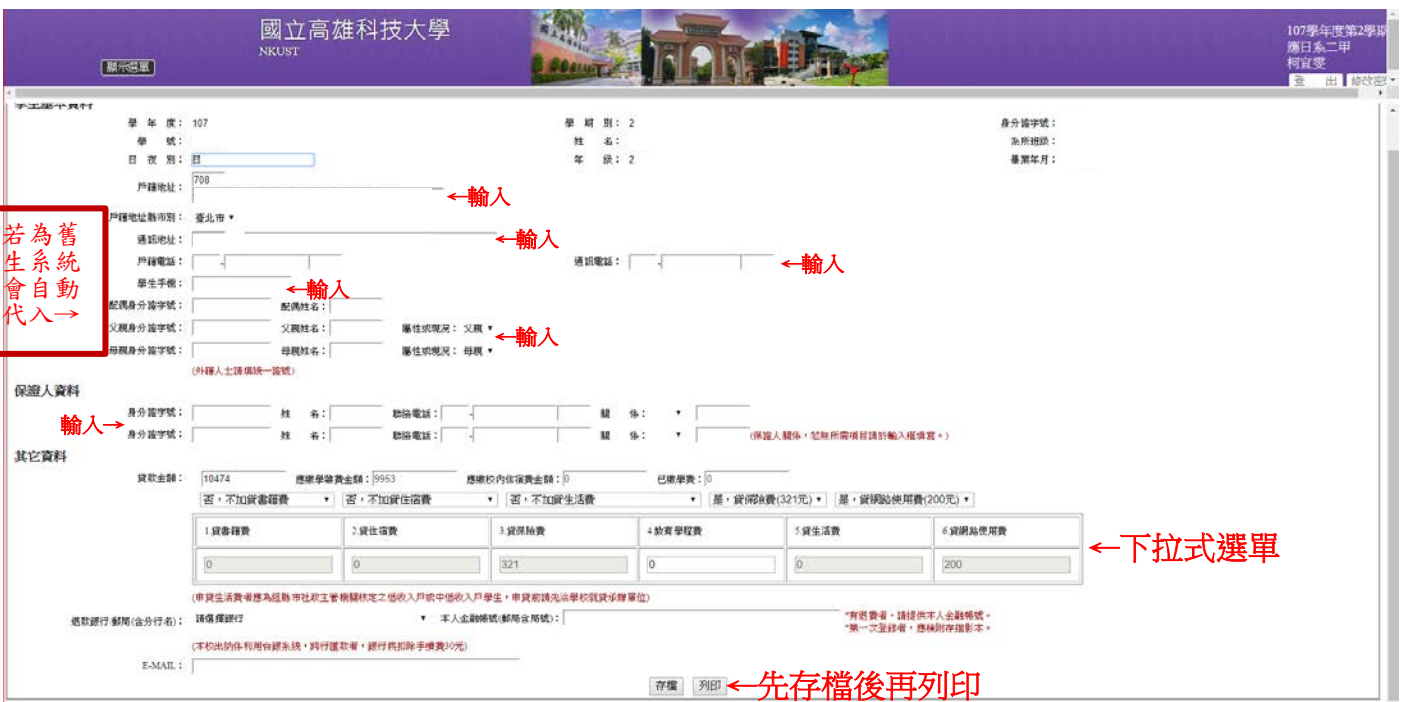 國立高雄科技大學
NKUST
顯示選單
107學年度第2學期
應日系二甲
柯宜雯
登 出 修改密
學生基本資料
學 年 度: 107 學 期 別: 2 身分證字號:
學 號: 姓 名: 系所班級:
日 夜 別: 日 年 級: 2 畢業年月:
戶籍地址: 708
←輸入
戶籍地址縣市別: 臺北市
通訊地址: ←輸入
戶籍電話: - 通訊電話: - ←輸入
學生手機: ←輸入
若為舊
生系統
會自動
代入→
配偶身分證字號: 配偶姓名:
父親身分證字號: 父親姓名: 屬性或現況: 父親 ←輸入
母親身分證字號: 母親姓名: 屬性或現況: 母親
(外籍人士請填統一證號)
保證人資料
輸入→
身分證字號: 姓 名: 聯絡電話: - 關 係:
身分證字號: 姓 名: 聯絡電話: - 關 係: (保證人關係,若無所需項目請於輸入框填寫。)
其它資料
貸款金額: 10474 應繳學雜費金額: 9953 應繳校內住宿費金額: 0 已繳學費: 0
否,不加貸書籍費 否,不加貸住宿費 否,不加貸生活費 是,貸保險費(321元) 是,貸網路使用費(200元)
1.貸書籍費 2.貸住宿費 3.貸保險費 4.教育學程費 5.貸生活費 6.貸網路使用費
0 0 321 0 0 200
←下拉式選單
(申貸生活費者應為經縣市社政主管機關核定之低收入戶或中低收入戶學生,申貸前請先洽學校就貸承辦單位)
退款銀行 郵局(含分行名): 請選擇銀行 本人金融帳號(郵局含局號): *有退費者,請提供本人金融帳號。
*第一次登錄者,應檢附存摺影本。
(本校出納係利用台銀系統,跨行匯款者,銀行將扣除手續費30元)
E-MAIL:
存檔 列印 ←先存檔後再列印